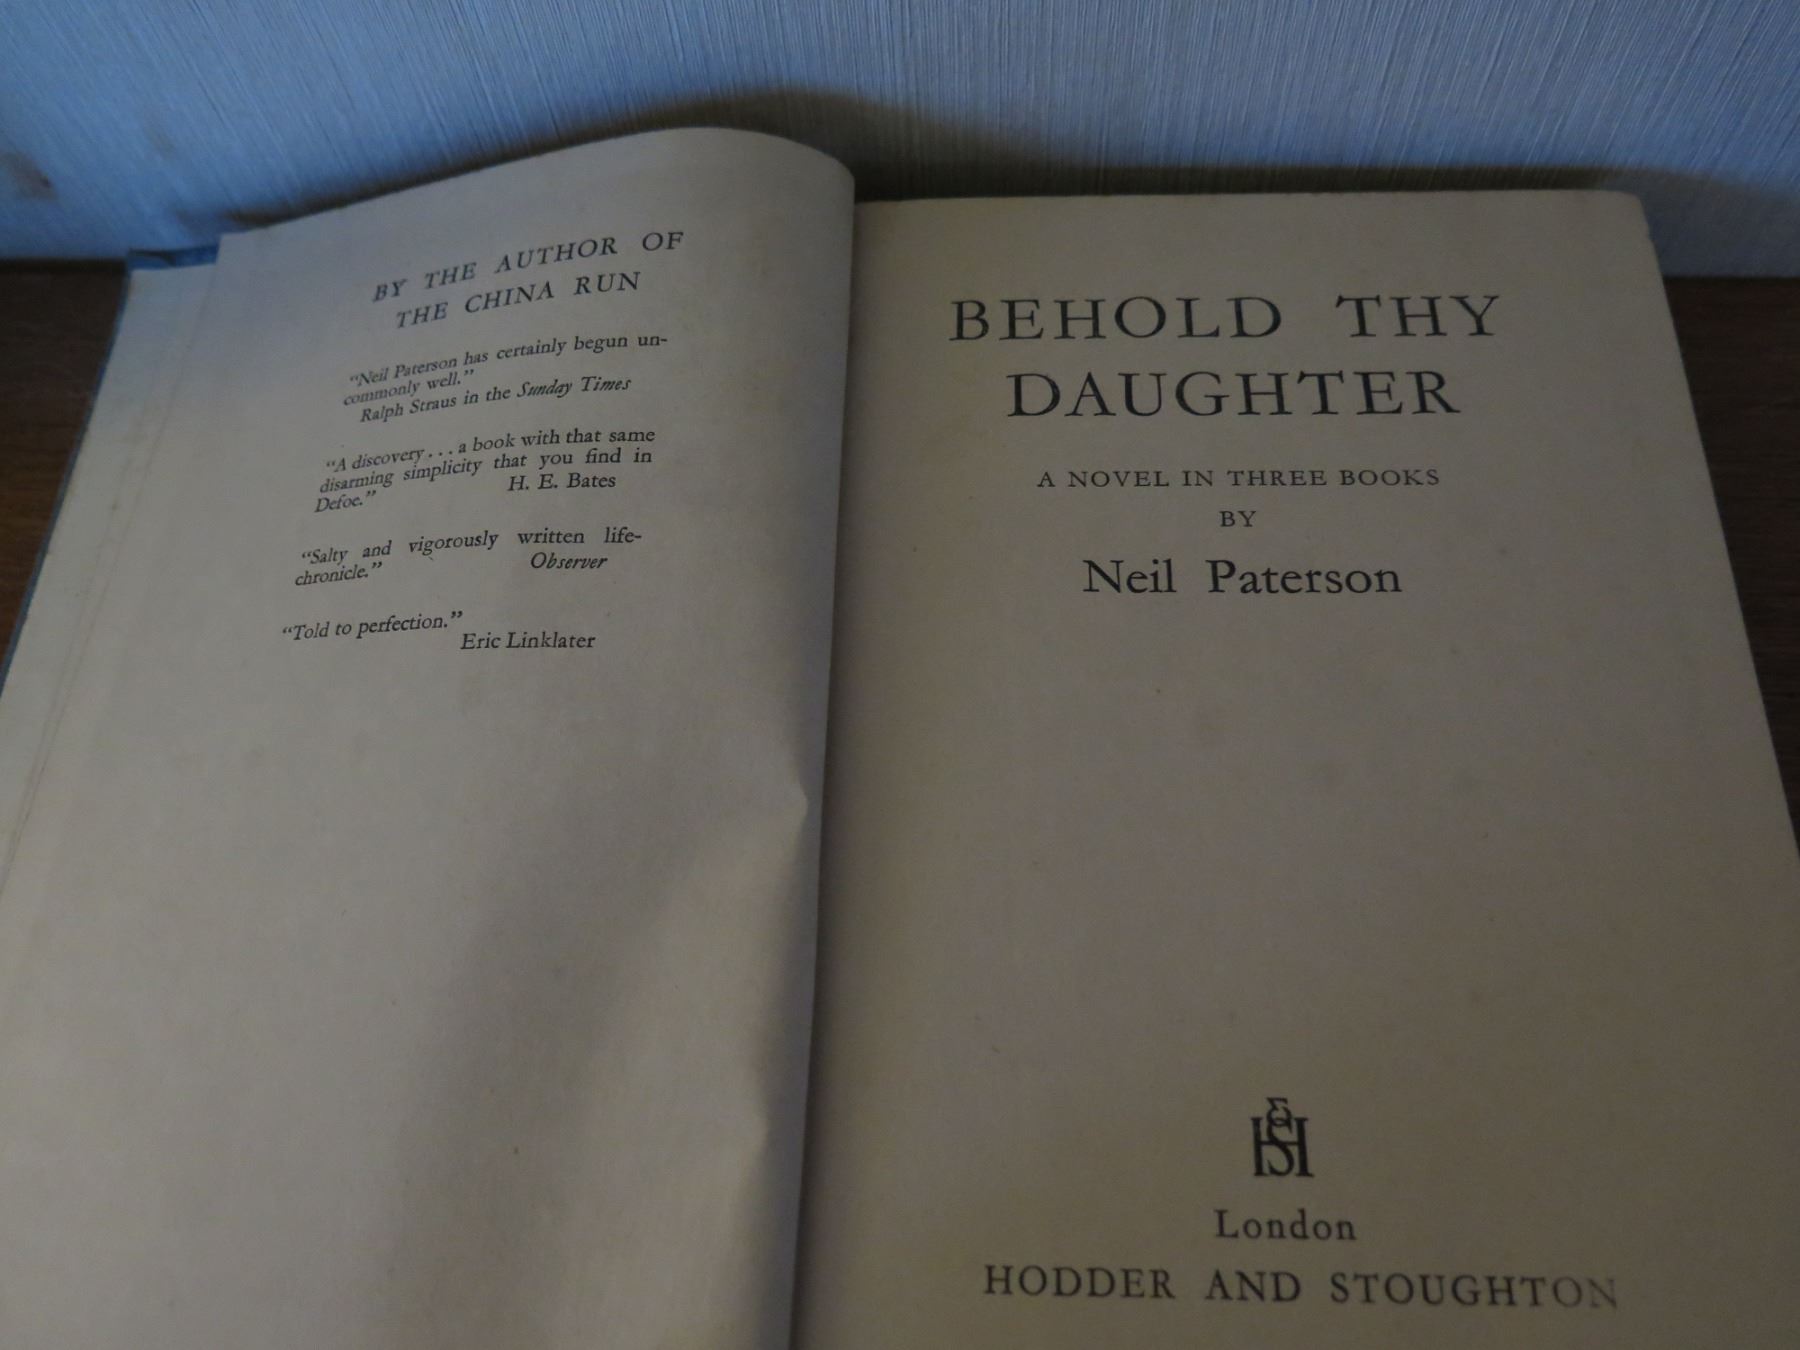 BY THE AUTHOR OF
THE CHINA RUN
“Neil Paterson has certainly begun un-
commonly well.”
Ralph Straus in the Sunday Times
“A discovery . . . a book with that same
disarming simplicity that you find in
Defoe.” H. E. Bates
“Salty and vigorously written life-
chronicle.” Observer
“Told to perfection.”
Eric Linklater
BEHOLD THY
DAUGHTER
A NOVEL IN THREE BOOKS
BY
Neil Paterson
H&S
London
HODDER AND STOUGHTON